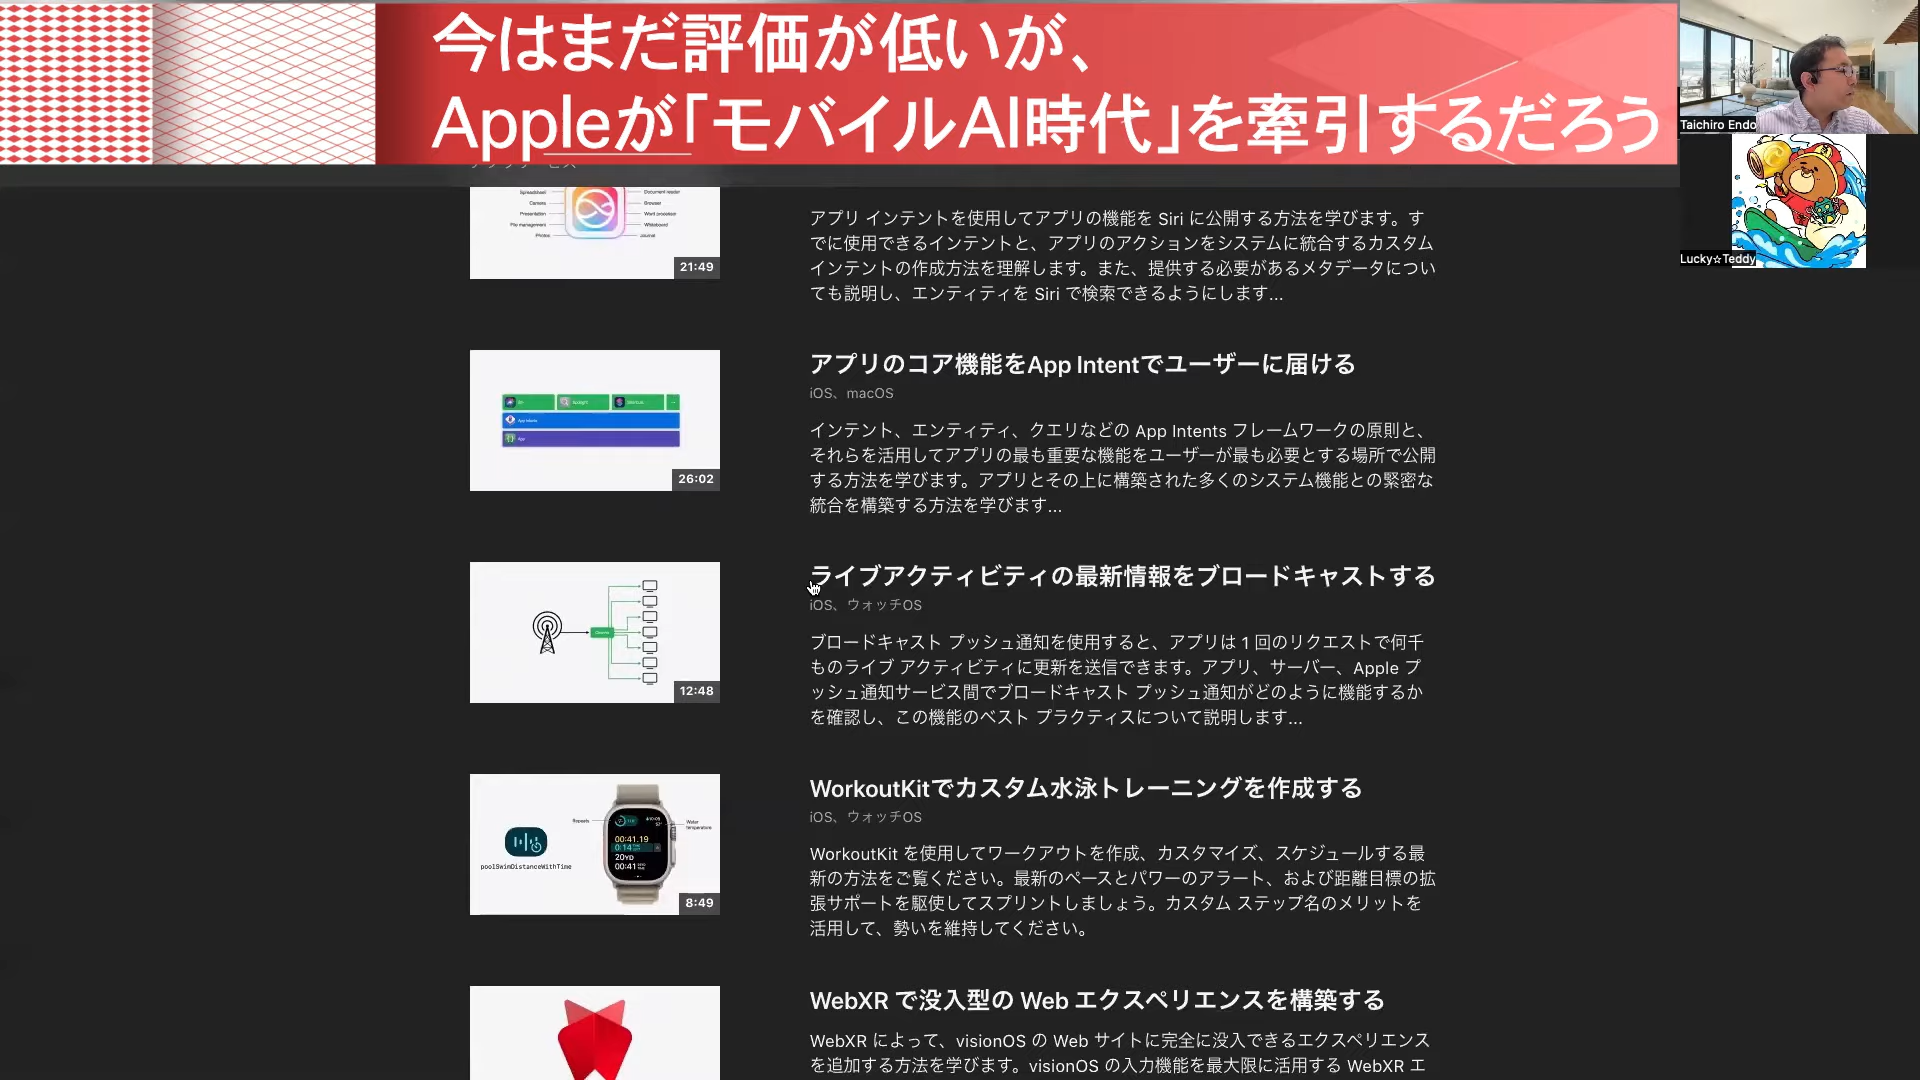 今はまだ評価が低いが、
Appleが「モバイルAI時代」を牽引するだろう
Taichiro Endo
Lucky☆Teddy
Spreadsheet
Camera
Presentation
File management
Photos
Document reader
Browser
Word processor
Whiteboard
Journal
21:49
アプリ インテントを使用してアプリの機能を Siri に公開する方法を学びます。す
でに使用できるインテントと、アプリのアクションをシステムに統合するカスタム
インテントの作成方法を理解します。また、提供する必要があるメタデータについ
ても説明し、エンティティを Siri で検索できるようにします...
Siri
Spotlight
Shortcuts
App Intents
App
26:02
アプリのコア機能をApp Intentでユーザーに届ける
iOS、macOS
インテント、エンティティ、クエリなどの App Intents フレームワークの原則と、
それらを活用してアプリの最も重要な機能をユーザーが最も必要とする場所で公開
する方法を学びます。アプリとその上に構築された多くのシステム機能との緊密な
統合を構築する方法を学びます...
12:48
ライブアクティビティの最新情報をブロードキャストする
iOS、ウォッチOS
ブロードキャスト プッシュ通知を使用すると、アプリは 1 回のリクエストで何千
ものライブ アクティビティに更新を送信できます。アプリ、サーバー、Apple プ
ッシュ通知サービス間でブロードキャスト プッシュ通知がどのように機能するか
を確認し、この機能のベスト プラクティスについて説明します...
poolSwimDistanceWithTime
Repeats
Water
temperature
00:41.19
0:14
20YD
00:41
8:49
WorkoutKitでカスタム水泳トレーニングを作成する
iOS、ウォッチOS
WorkoutKit を使用してワークアウトを作成、カスタマイズ、スケジュールする最
新の方法をご覧ください。最新のペースとパワーのアラート、および距離目標の拡
張サポートを駆使してスプリントしましょう。カスタム ステップ名のメリットを
活用して、勢いを維持してください。
WebXR で没入型の Web エクスペリエンスを構築する
WebXR によって、visionOS の Web サイトに完全に没入できるエクスペリエンス
を追加する方法を学びます。visionOS の入力機能を最大限に活用する WebXR エ